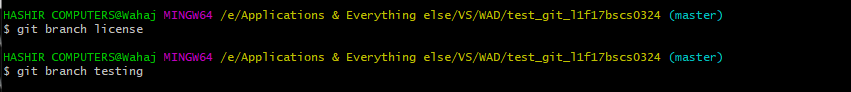 HASHIR COMPUTERS@Wahaj MINGW64 /e/Applications & Everything else/VS/WAD/test_git_l1f17bscs0324 (master)
$ git branch license
HASHIR COMPUTERS@Wahaj MINGW64 /e/Applications & Everything else/VS/WAD/test_git_l1f17bscs0324 (master)
$ git branch testing